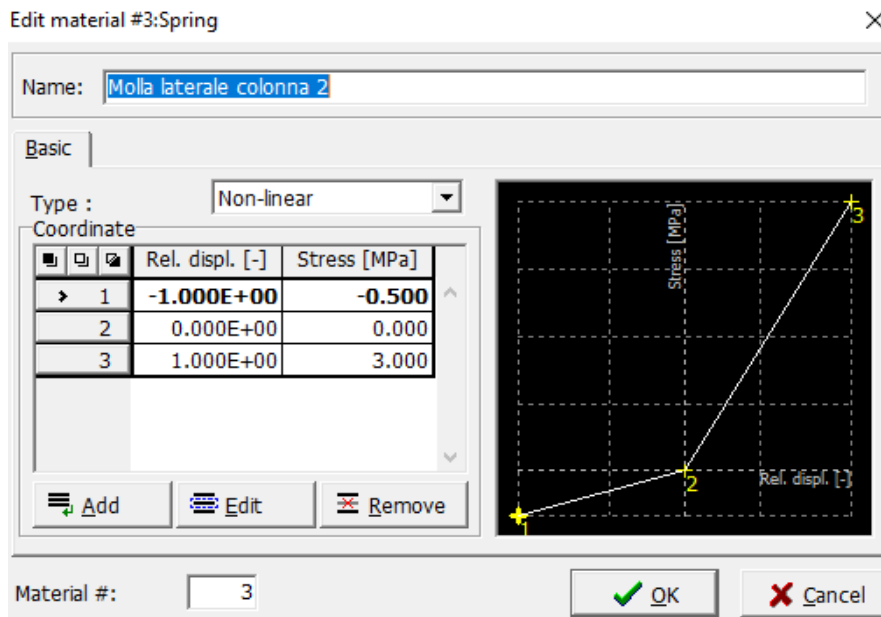 Edit material #3:Spring
Name: Molla laterale colonna 2
Basic
Type : Non-linear
Coordinate
Rel. displ. [-] Stress [MPa]
1 -1.000E+00 -0.500
2 0.000E+00 0.000
3 1.000E+00 3.000
Add Edit Remove
Stress [MPa]
3
2
Rel. displ. [-]
1
Material #: 3
OK Cancel